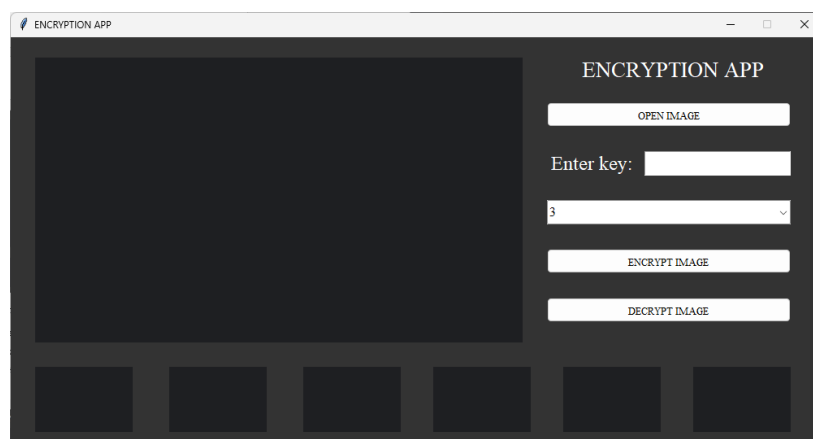 ENCRYPTION APP
ENCRYPTION APP
OPEN IMAGE
Enter key:
3
ENCRYPT IMAGE
DECRYPT IMAGE